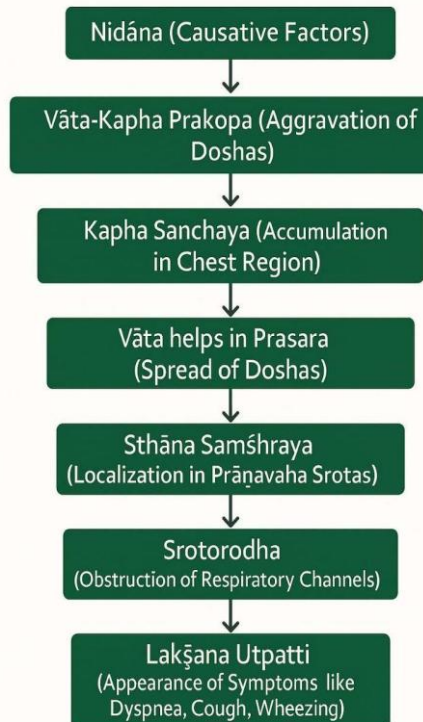 Nidána (Causative Factors)
Vāta-Kapha Prakopa (Aggravation of
Doshas)
Kapha Sanchaya (Accumulation
in Chest Region)
Vāta helps in Prasara
(Spread of Doshas)
Sthāna Samśhraya
(Localization in Prāṇavaha Srotas)
Srotorodha
(Obstruction of Respiratory Channels)
Lakṣana Utpatti
(Appearance of Symptoms like
Dyspnea, Cough, Wheezing)